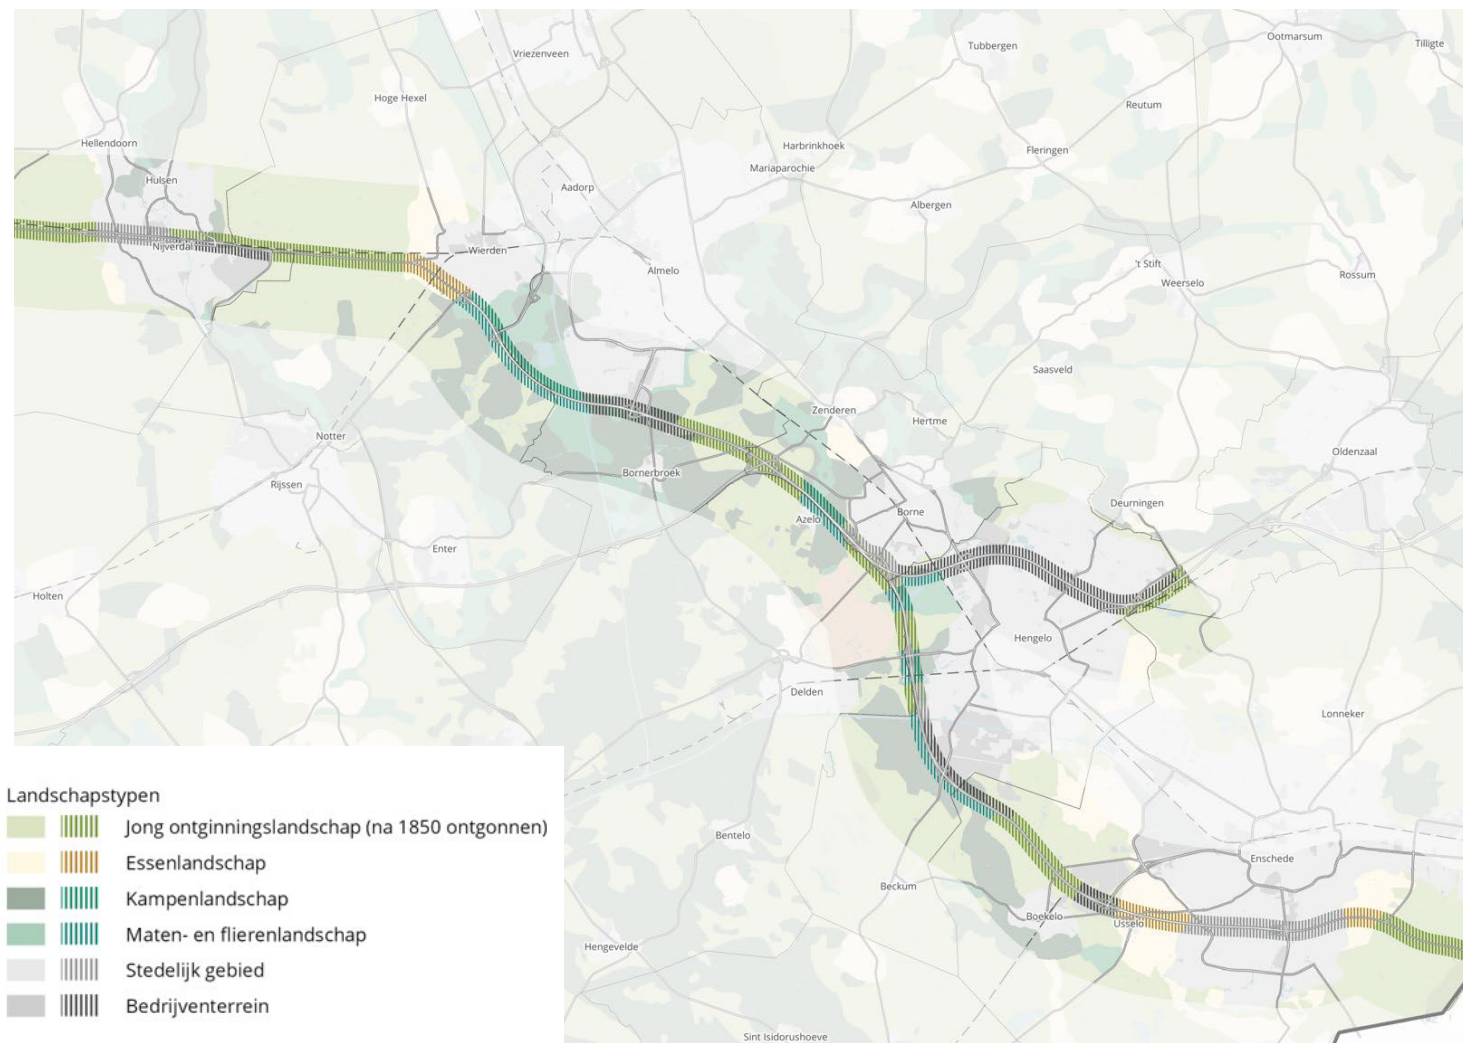 Vriezenveen
Tubbergen
Ootmarsum
Tilligte
Hoge Hexel
Reutum
Hellendoorn
Harbrinkhoek
Fleringen
Mariaparochie
Hulsen
Aadorp
Albergen
Nijverdal
Wierden
Almelo
't Stift
Weerselo
Rossum
Saasveld
Zenderen
Hertme
Notter
Oldenzaal
Bornerbroek
Rijssen
Deurningen
Azelo
Borne
Enter
Holten
Hengelo
Delden
Lonneker
Bentelo
Enschede
Beckum
Boekelo
Usselo
Hengevelde
Sint Isidorushoeve
Landschapstypen
Jong ontginningslandschap (na 1850 ontgonnen)
Essenlandschap
Kampenlandschap
Maten- en flierenlandschap
Stedelijk gebied
Bedrijventerrein